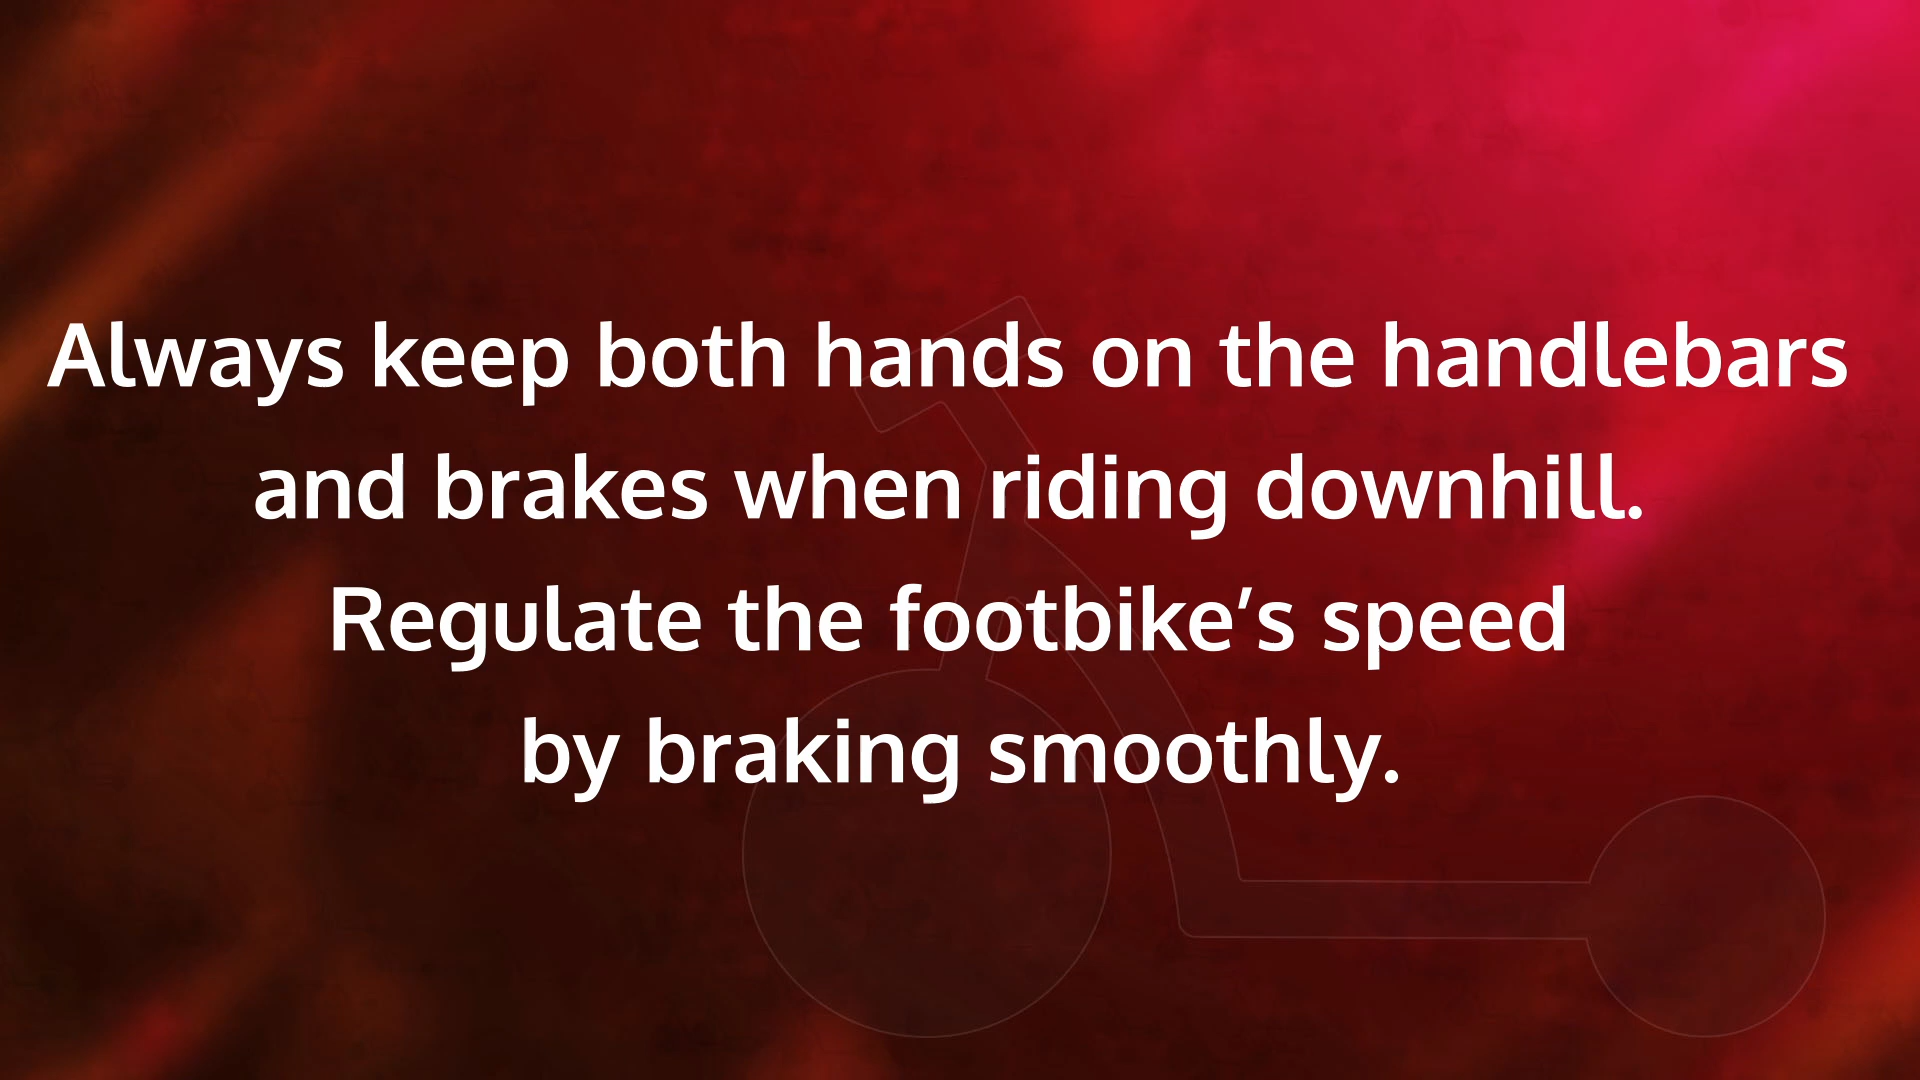 Always keep both hands on the handlebars
and brakes when riding downhill.
Regulate the footbike’s speed
by braking smoothly.